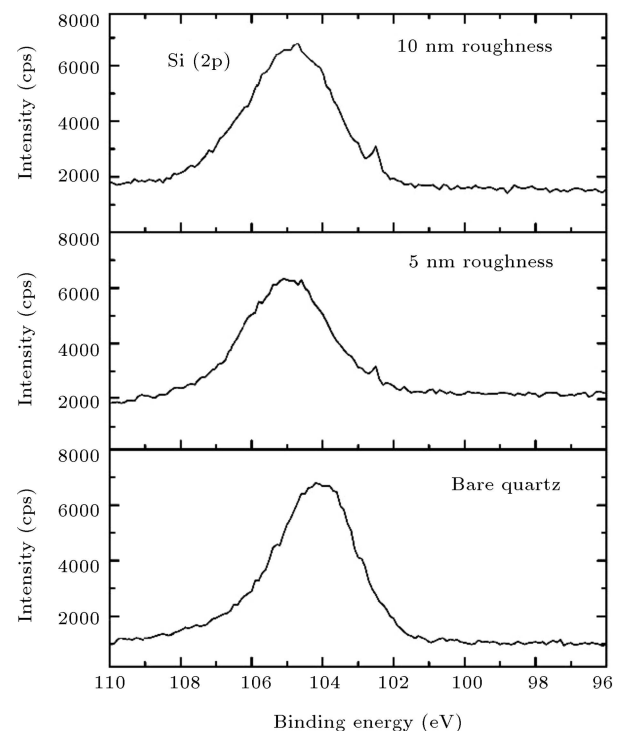 8000
6000
4000
2000
Intensity (cps)
Si (2p)
10 nm roughness
8000
6000
4000
2000
Intensity (cps)
5 nm roughness
8000
6000
4000
2000
Intensity (cps)
Bare quartz
110 108 106 104 102 100 98 96
Binding energy (eV)